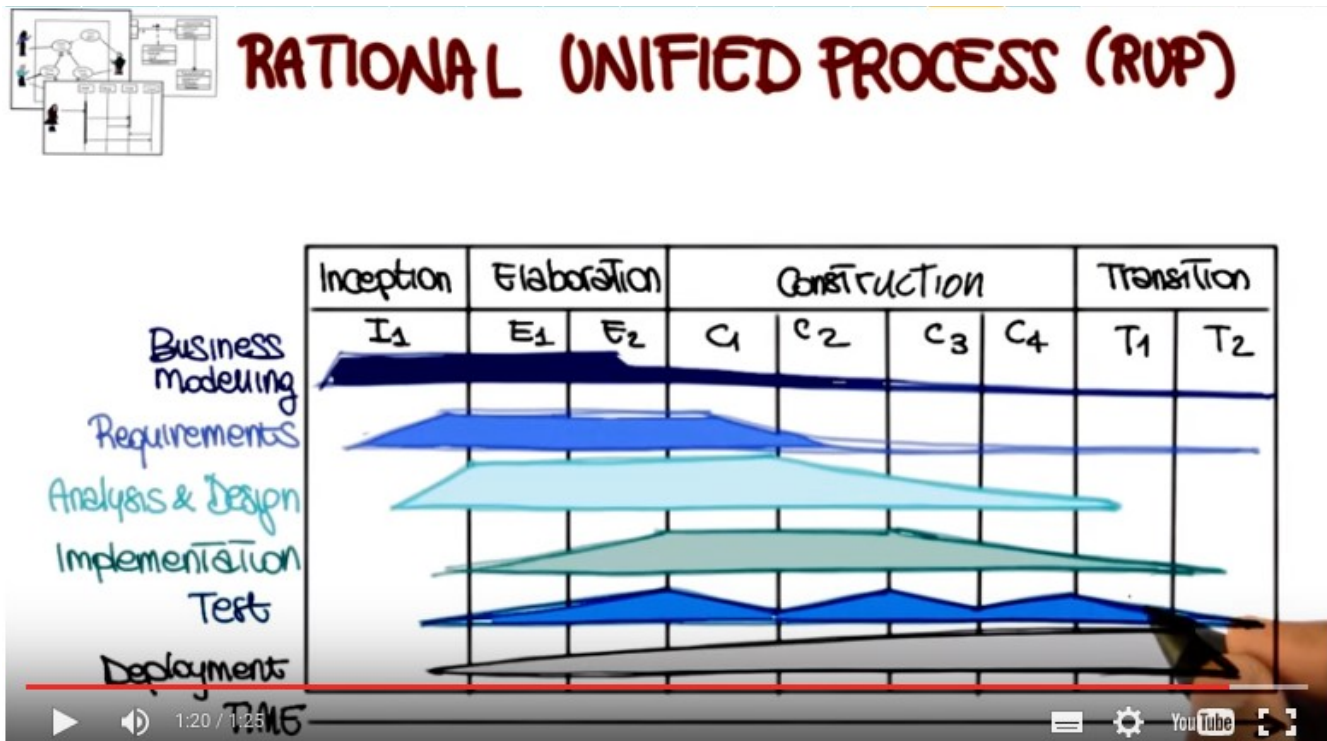 RATIONAL UNIFIED PROCESS (RUP)
Inception Elaboration Construction Transition
I1 E1 E2 C1 C2 C3 C4 T1 T2
Business
Modelling
Requirements
Analysis & Design
Implementation
Test
Deployment
TIME
1:20 / 1:25
YouTube